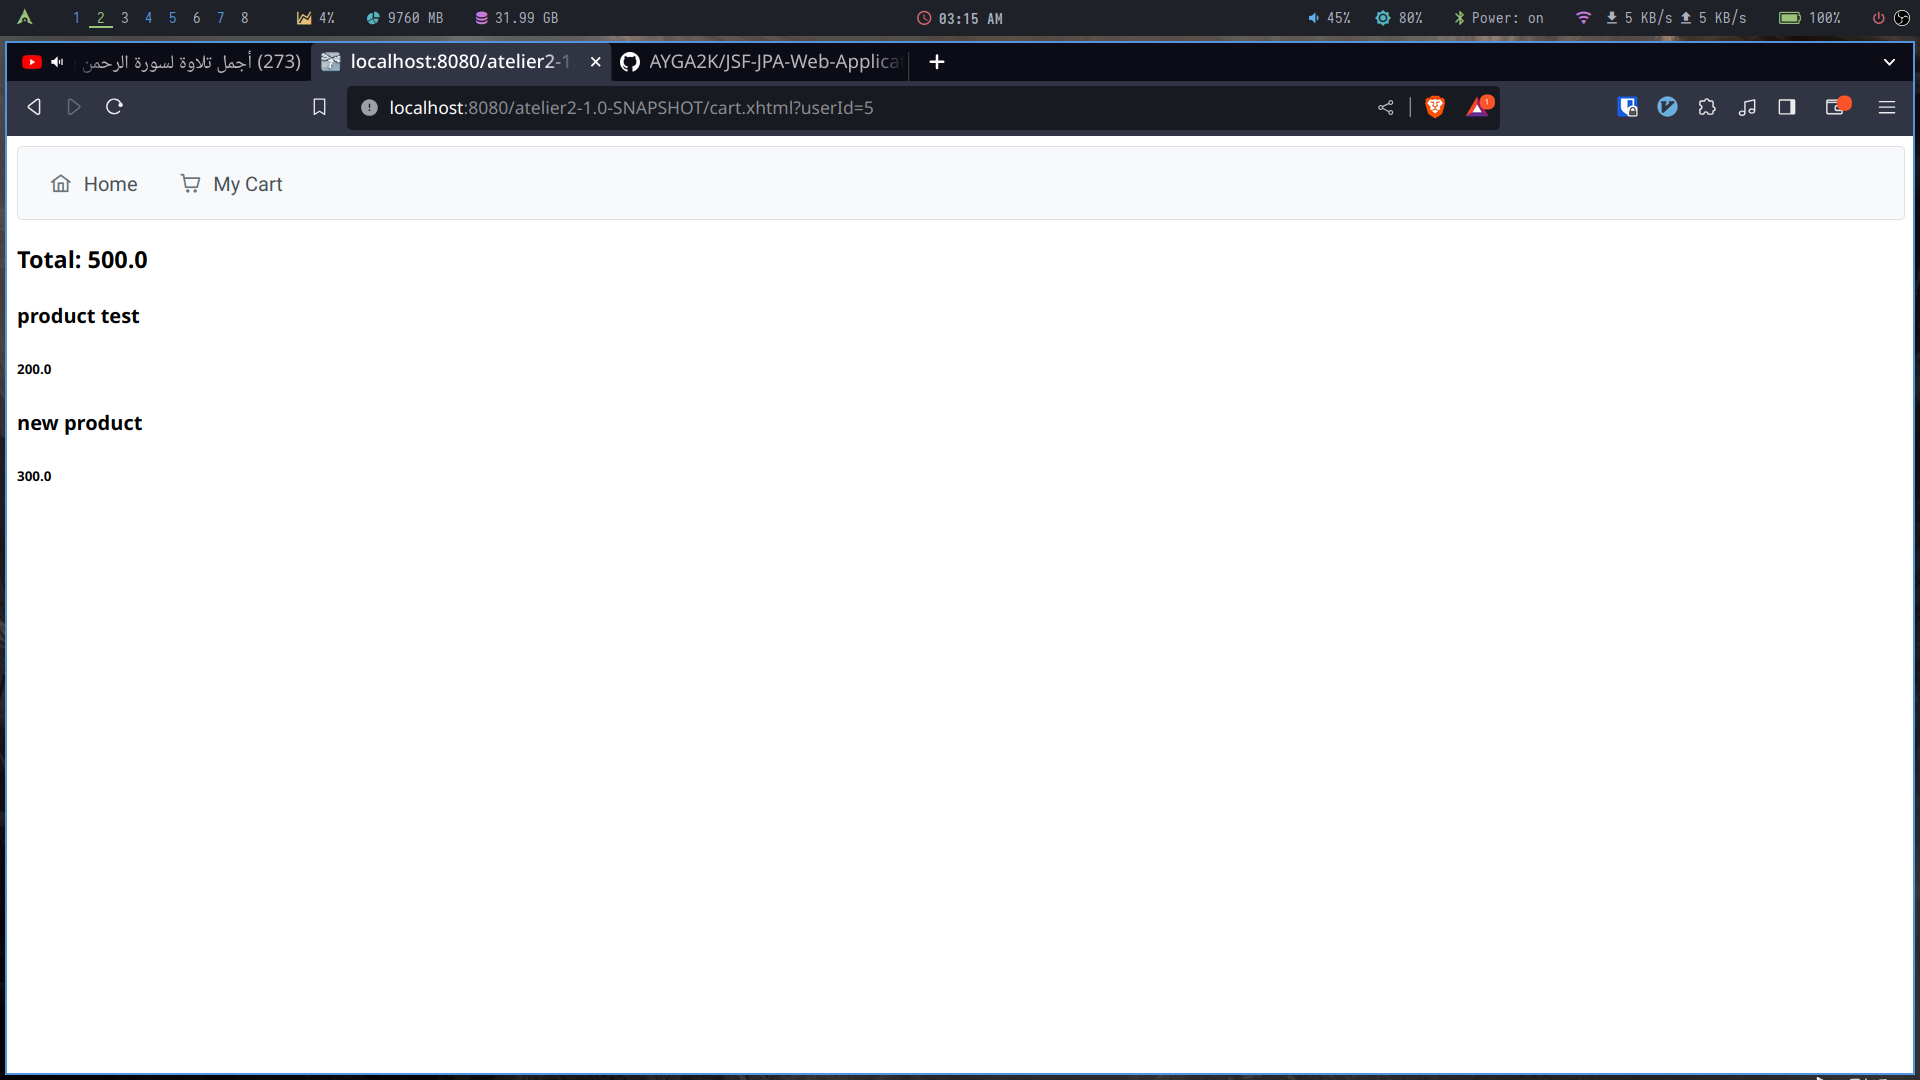 1 2 3 4 5 6 7 8 4% 9760 MB 31.99 GB 03:15 AM 45% 80% Power: on 5 KB/s 5 KB/s 100%
(273) أجمل تلاوة لسورة الرحمن localhost:8080/atelier2-1 AYGA2K/JSF-JPA-Web-Applica
localhost:8080/atelier2-1.0-SNAPSHOT/cart.xhtml?userId=5 1
Home My Cart
Total: 500.0
product test
200.0
new product
300.0